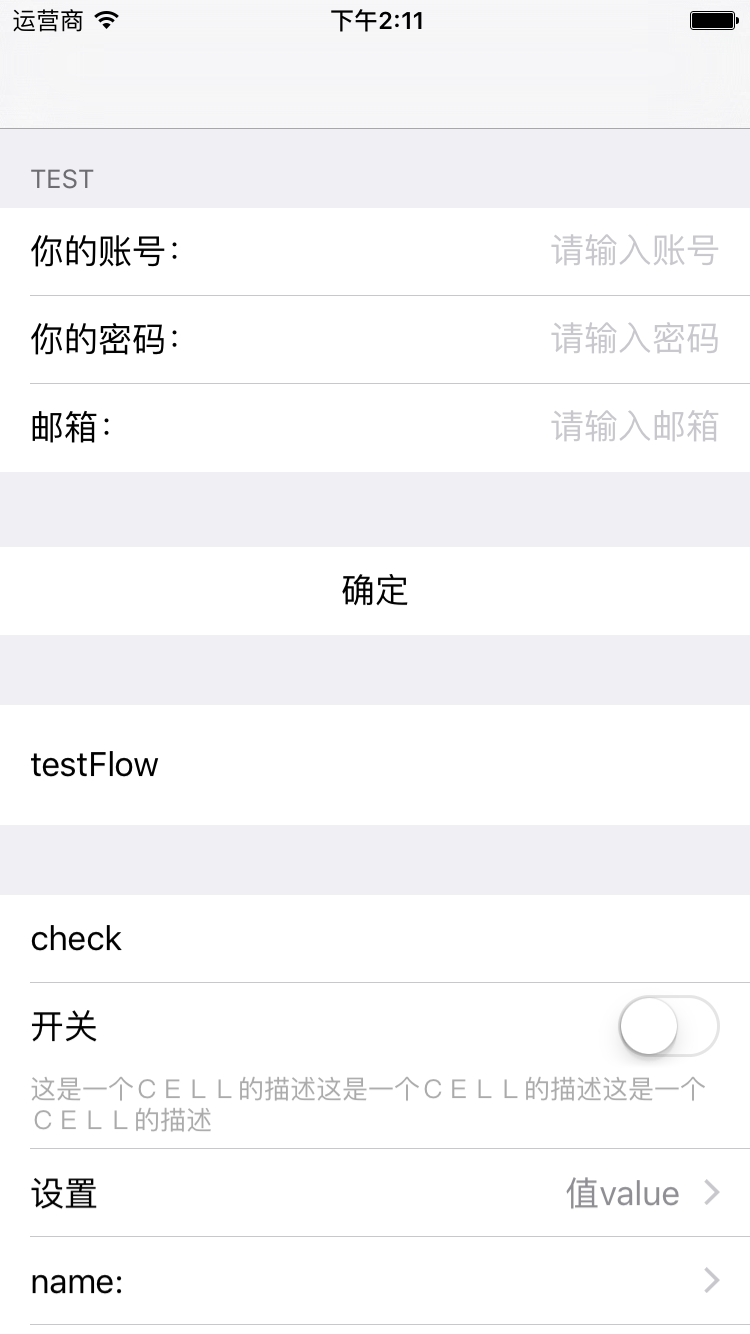 运营商
下午2:11
TEST
你的账号:
请输入账号
你的密码:
请输入密码
邮箱:
请输入邮箱
确定
testFlow
check
开关
这是一个ＣＥＬＬ的描述这是一个ＣＥＬＬ的描述这是一个
ＣＥＬＬ的描述
设置
值value
name: